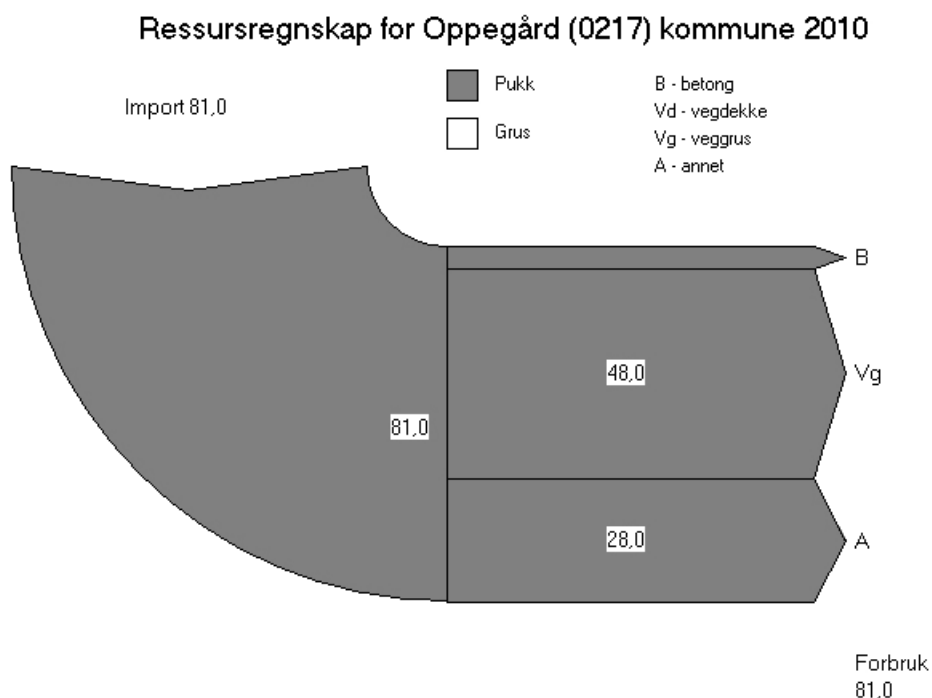 Ressursregnskap for Oppegård (0217) kommune 2010
Import 81,0
Pukk
Grus
B - betong
Vd - vegdekke
Vg - veggrus
A - annet
B
48,0
Vg
81,0
28,0
A
Forbruk
81,0